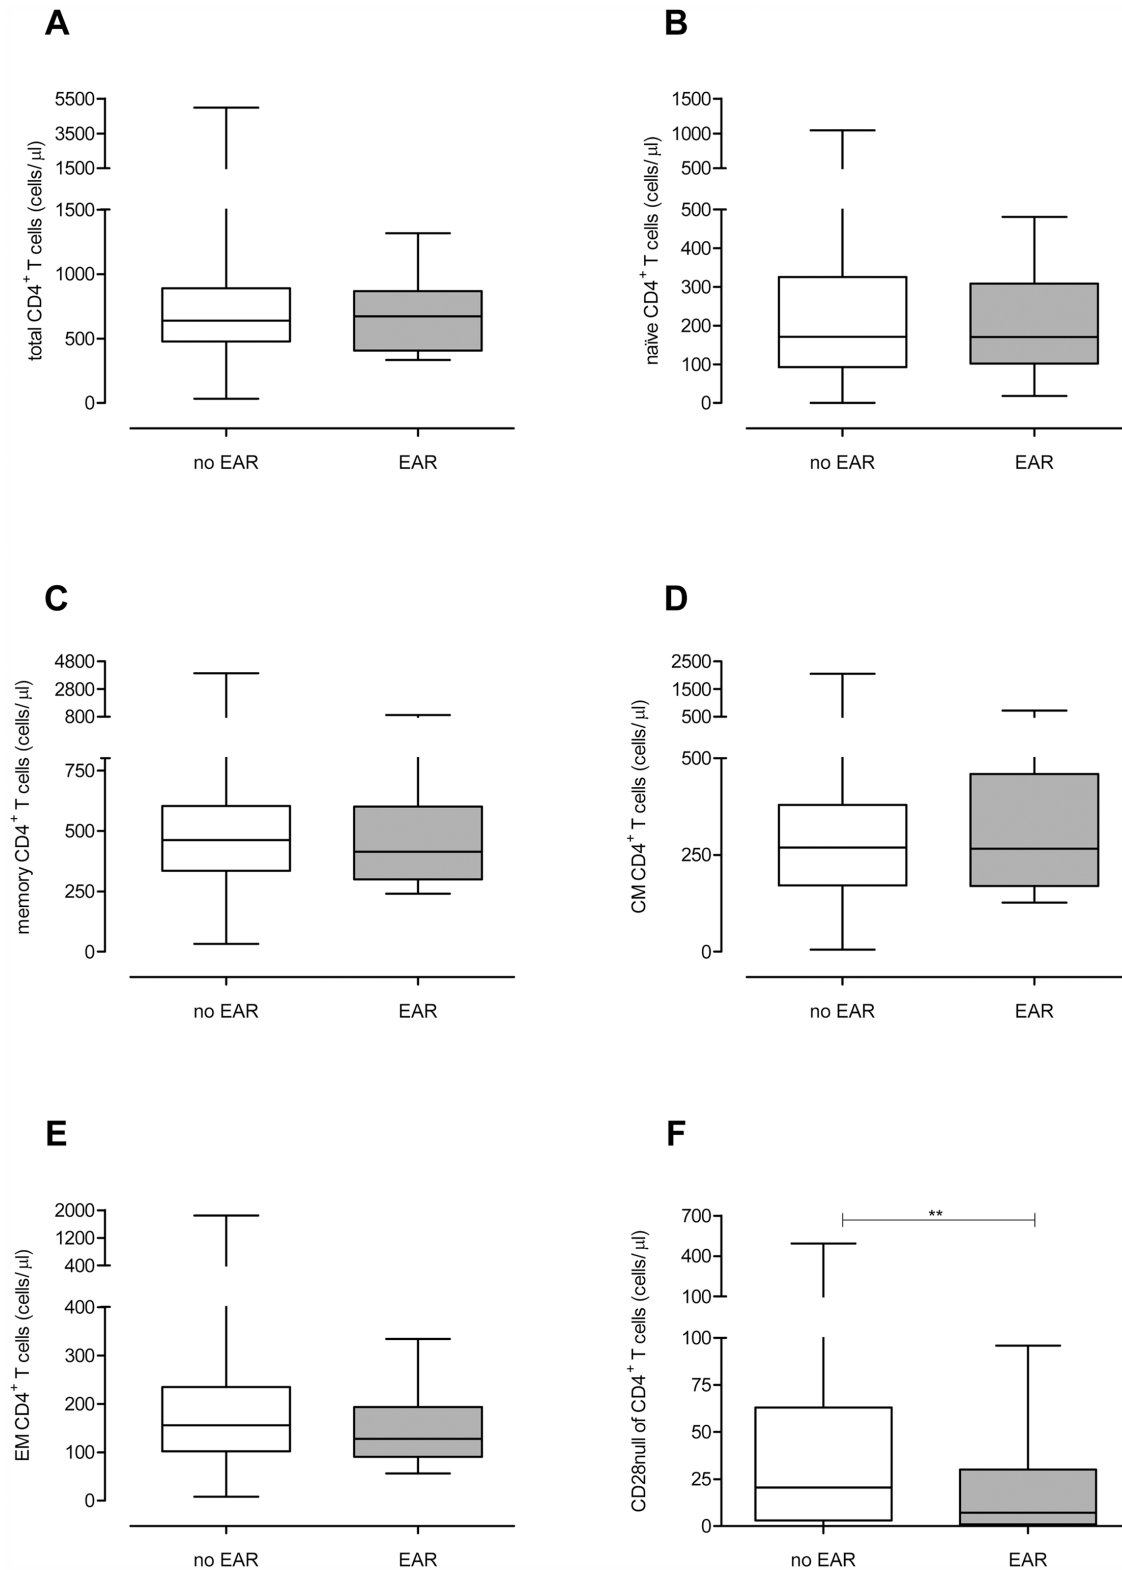 A
total CD4+ T cells (cells/ μl)
5500
3500
1500
1500
1000
500
0
no EAR
EAR
B
naïve CD4+ T cells (cells/ μl)
1500
1000
500
500
400
300
200
100
0
no EAR
EAR
C
memory CD4+ T cells (cells/ μl)
4800
2800
800
750
500
250
0
no EAR
EAR
D
CM CD4+ T cells (cells/ μl)
2500
1500
500
500
250
0
no EAR
EAR
E
EM CD4+ T cells (cells/ μl)
2000
1200
400
400
300
200
100
0
no EAR
EAR
F
CD28null of CD4+ T cells (cells/ μl)
700
400
100
100
75
50
25
0
**
no EAR
EAR